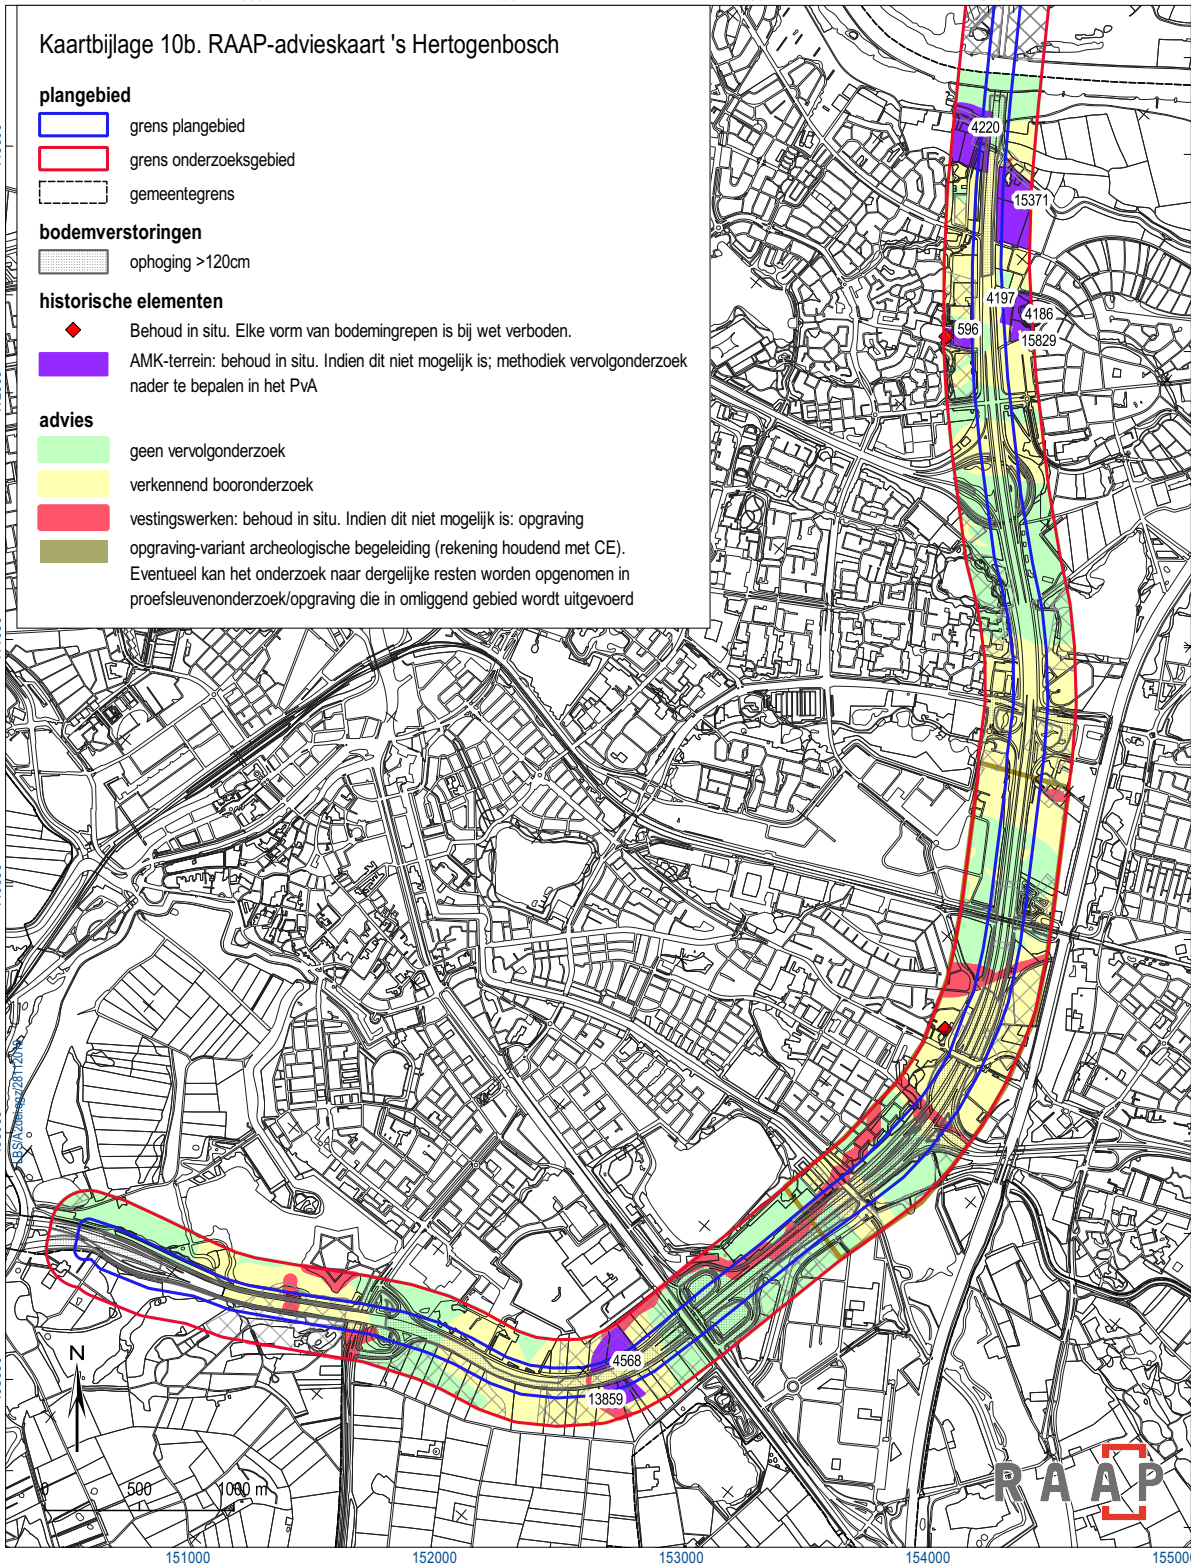 Kaartbijlage 10b. RAAP-advieskaart 's Hertogenbosch
plangebied
grens plangebied
grens onderzoeksgebied
gemeentegrens
bodemverstoringen
ophoging >120cm
historische elementen
Behoud in situ. Elke vorm van bodemingrepen is bij wet verboden.
AMK-terrein: behoud in situ. Indien dit niet mogelijk is; methodiek vervolgonderzoek
nader te bepalen in het PvA
advies
geen vervolgonderzoek
verkennend booronderzoek
vestingswerken: behoud in situ. Indien dit niet mogelijk is: opgraving
opgraving-variant archeologische begeleiding (rekening houdend met CE).
Eventueel kan het onderzoek naar dergelijke resten worden opgenomen in
proefsleuvenonderzoek/opgraving die in omliggend gebied wordt uitgevoerd
4220
15371
4197
4186
596
15829
4568
13859
N
0 500 1000 m
RAAP
151000 152000 153000 154000 155000